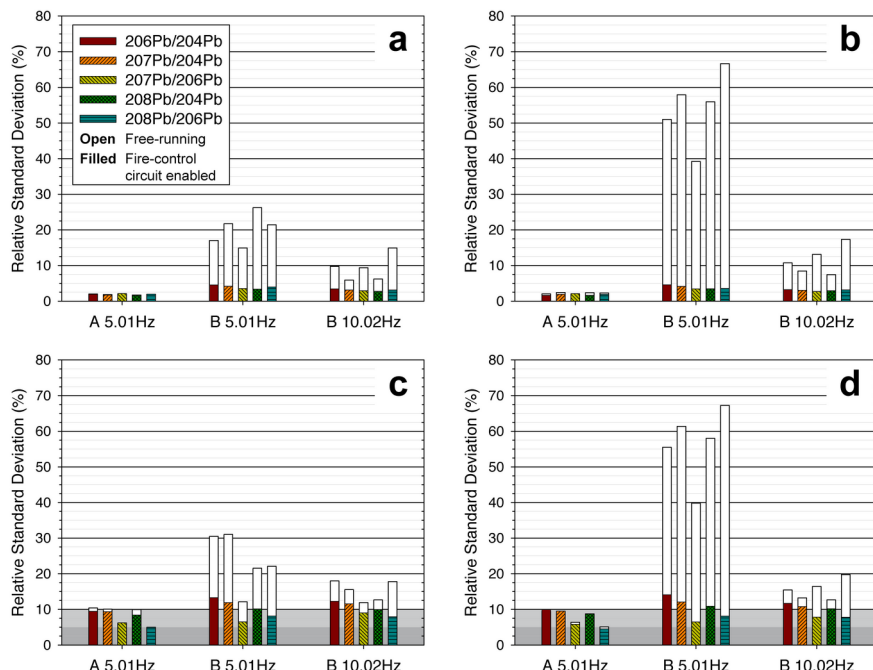 80
70
60
50
40
30
20
10
0
Relative Standard Deviation (%)
206Pb/204Pb
207Pb/204Pb
207Pb/206Pb
208Pb/204Pb
208Pb/206Pb
Open Free-running
Filled Fire-control
circuit enabled
a
A 5.01Hz B 5.01Hz B 10.02Hz
80
70
60
50
40
30
20
10
0
Relative Standard Deviation (%)
b
A 5.01Hz B 5.01Hz B 10.02Hz
80
70
60
50
40
30
20
10
0
Relative Standard Deviation (%)
c
A 5.01Hz B 5.01Hz B 10.02Hz
80
70
60
50
40
30
20
10
0
Relative Standard Deviation (%)
d
A 5.01Hz B 5.01Hz B 10.02Hz